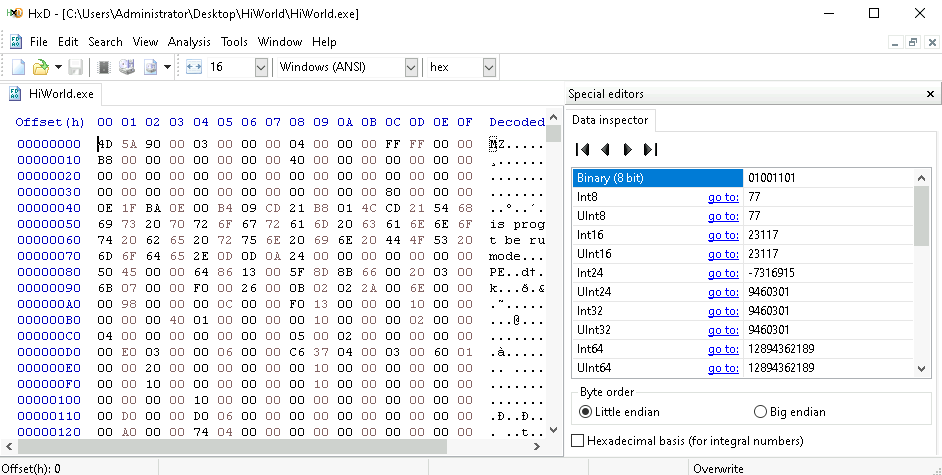 HxD - [C:\Users\Administrator\Desktop\HiWorld\HiWorld.exe]
File Edit Search View Analysis Tools Window Help
16 Windows (ANSI) hex
HiWorld.exe
Offset(h) 00 01 02 03 04 05 06 07 08 09 0A 0B 0C 0D 0E 0F Decoded
00000000 4D 5A 90 00 03 00 00 00 04 00 00 00 FF FF 00 00 MZ......
00000010 B8 00 00 00 00 00 00 00 40 00 00 00 00 00 00 00 ¸.......
00000020 00 00 00 00 00 00 00 00 00 00 00 00 00 00 00 00 ........
00000030 00 00 00 00 00 00 00 00 00 00 00 00 80 00 00 00 ........
00000040 0E 1F BA 0E 00 B4 09 CD 21 B8 01 4C CD 21 54 68 ..º..´.
00000050 69 73 20 70 72 6F 67 72 61 6D 20 63 61 6E 6E 6F is prog
00000060 74 20 62 65 20 72 75 6E 20 69 6E 20 44 4F 53 20 t be ru
00000070 6D 6F 64 65 2E 0D 0D 0A 24 00 00 00 00 00 00 00 mode....
00000080 50 45 00 00 64 86 13 00 5F 8D 8B 66 00 20 03 00 PE..d†.
00000090 6B 07 00 00 F0 00 26 00 0B 02 02 2A 00 6E 00 00 k...ð.&
000000A0 00 98 00 00 00 0C 00 00 F0 13 00 00 00 10 00 00 .˜......
000000B0 00 00 00 40 01 00 00 00 00 10 00 00 00 02 00 00 ...@....
000000C0 04 00 00 00 00 00 00 00 05 00 02 00 00 00 00 00 ........
000000D0 00 E0 03 00 00 06 00 00 C6 37 04 00 03 00 60 01 .à......
000000E0 00 00 20 00 00 00 00 00 00 10 00 00 00 00 00 00 .. .....
000000F0 00 00 10 00 00 00 00 00 00 10 00 00 00 00 00 00 ........
00000100 00 00 00 00 10 00 00 00 00 00 00 00 00 00 00 00 ........
00000110 00 D0 00 00 D0 06 00 00 00 00 00 00 00 00 00 00 .Ð..Ð...
00000120 00 A0 00 00 74 04 00 00 00 00 00 00 00 00 00 00 . ..t...
Special editors
Data inspector
Binary (8 bit) 01001101
Int8 go to: 77
UInt8 go to: 77
Int16 go to: 23117
UInt16 go to: 23117
Int24 go to: -7316915
UInt24 go to: 9460301
Int32 go to: 9460301
UInt32 go to: 9460301
Int64 go to: 12894362189
UInt64 go to: 12894362189
Byte order
Little endian Big endian
Hexadecimal basis (for integral numbers)
Offset(h): 0 Overwrite